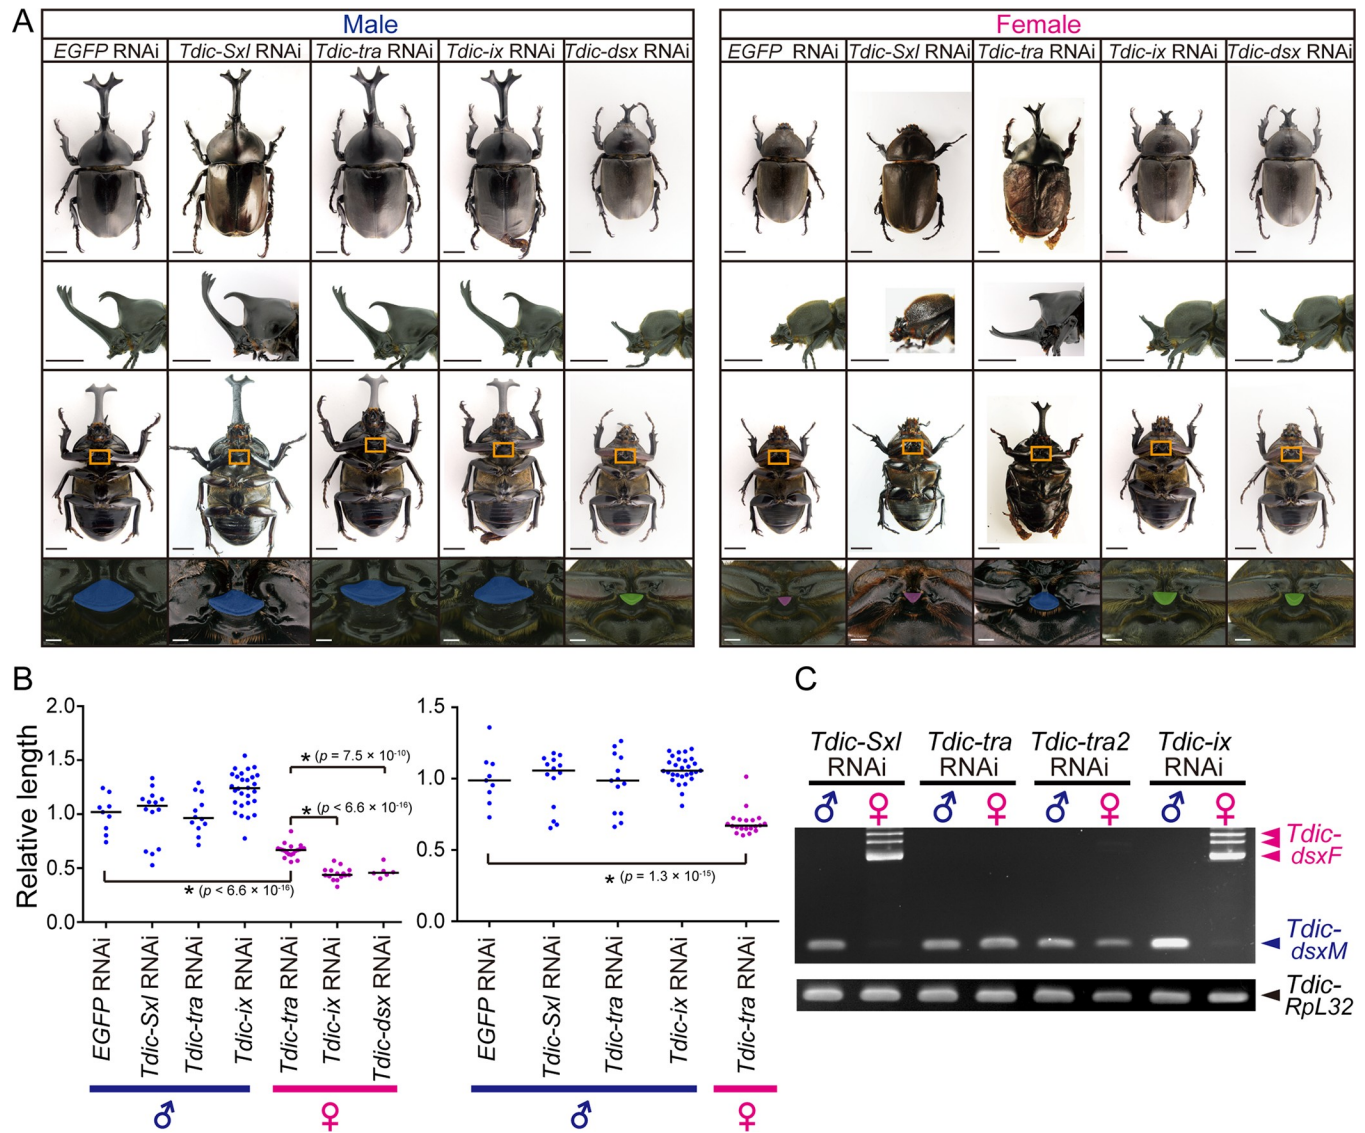 A
Male
Female
EGFP RNAi Tdic-Sxl RNAi Tdic-tra RNAi Tdic-ix RNAi Tdic-dsx RNAi
EGFP RNAi Tdic-Sxl RNAi Tdic-tra RNAi Tdic-ix RNAi Tdic-dsx RNAi
B
Relative length
2.0
1.5
1.0
0.5
0.0
* (p = 7.5 × 10-10)
* (p < 6.6 × 10-16)
* (p < 6.6 × 10-16)
EGFP RNAi
Tdic-Sxl RNAi
Tdic-tra RNAi
Tdic-ix RNAi
Tdic-tra RNAi
Tdic-ix RNAi
Tdic-dsx RNAi
♂
♀
1.5
1.0
0.5
0.0
* (p = 1.3 × 10-15)
EGFP RNAi
Tdic-Sxl RNAi
Tdic-tra RNAi
Tdic-ix RNAi
Tdic-tra RNAi
♂
♀
C
Tdic-Sxl Tdic-tra Tdic-tra2 Tdic-ix
RNAi RNAi RNAi RNAi
♂ ♀ ♂ ♀ ♂ ♀ ♂ ♀
Tdic-
dsxF
Tdic-
dsxM
Tdic-
RpL32